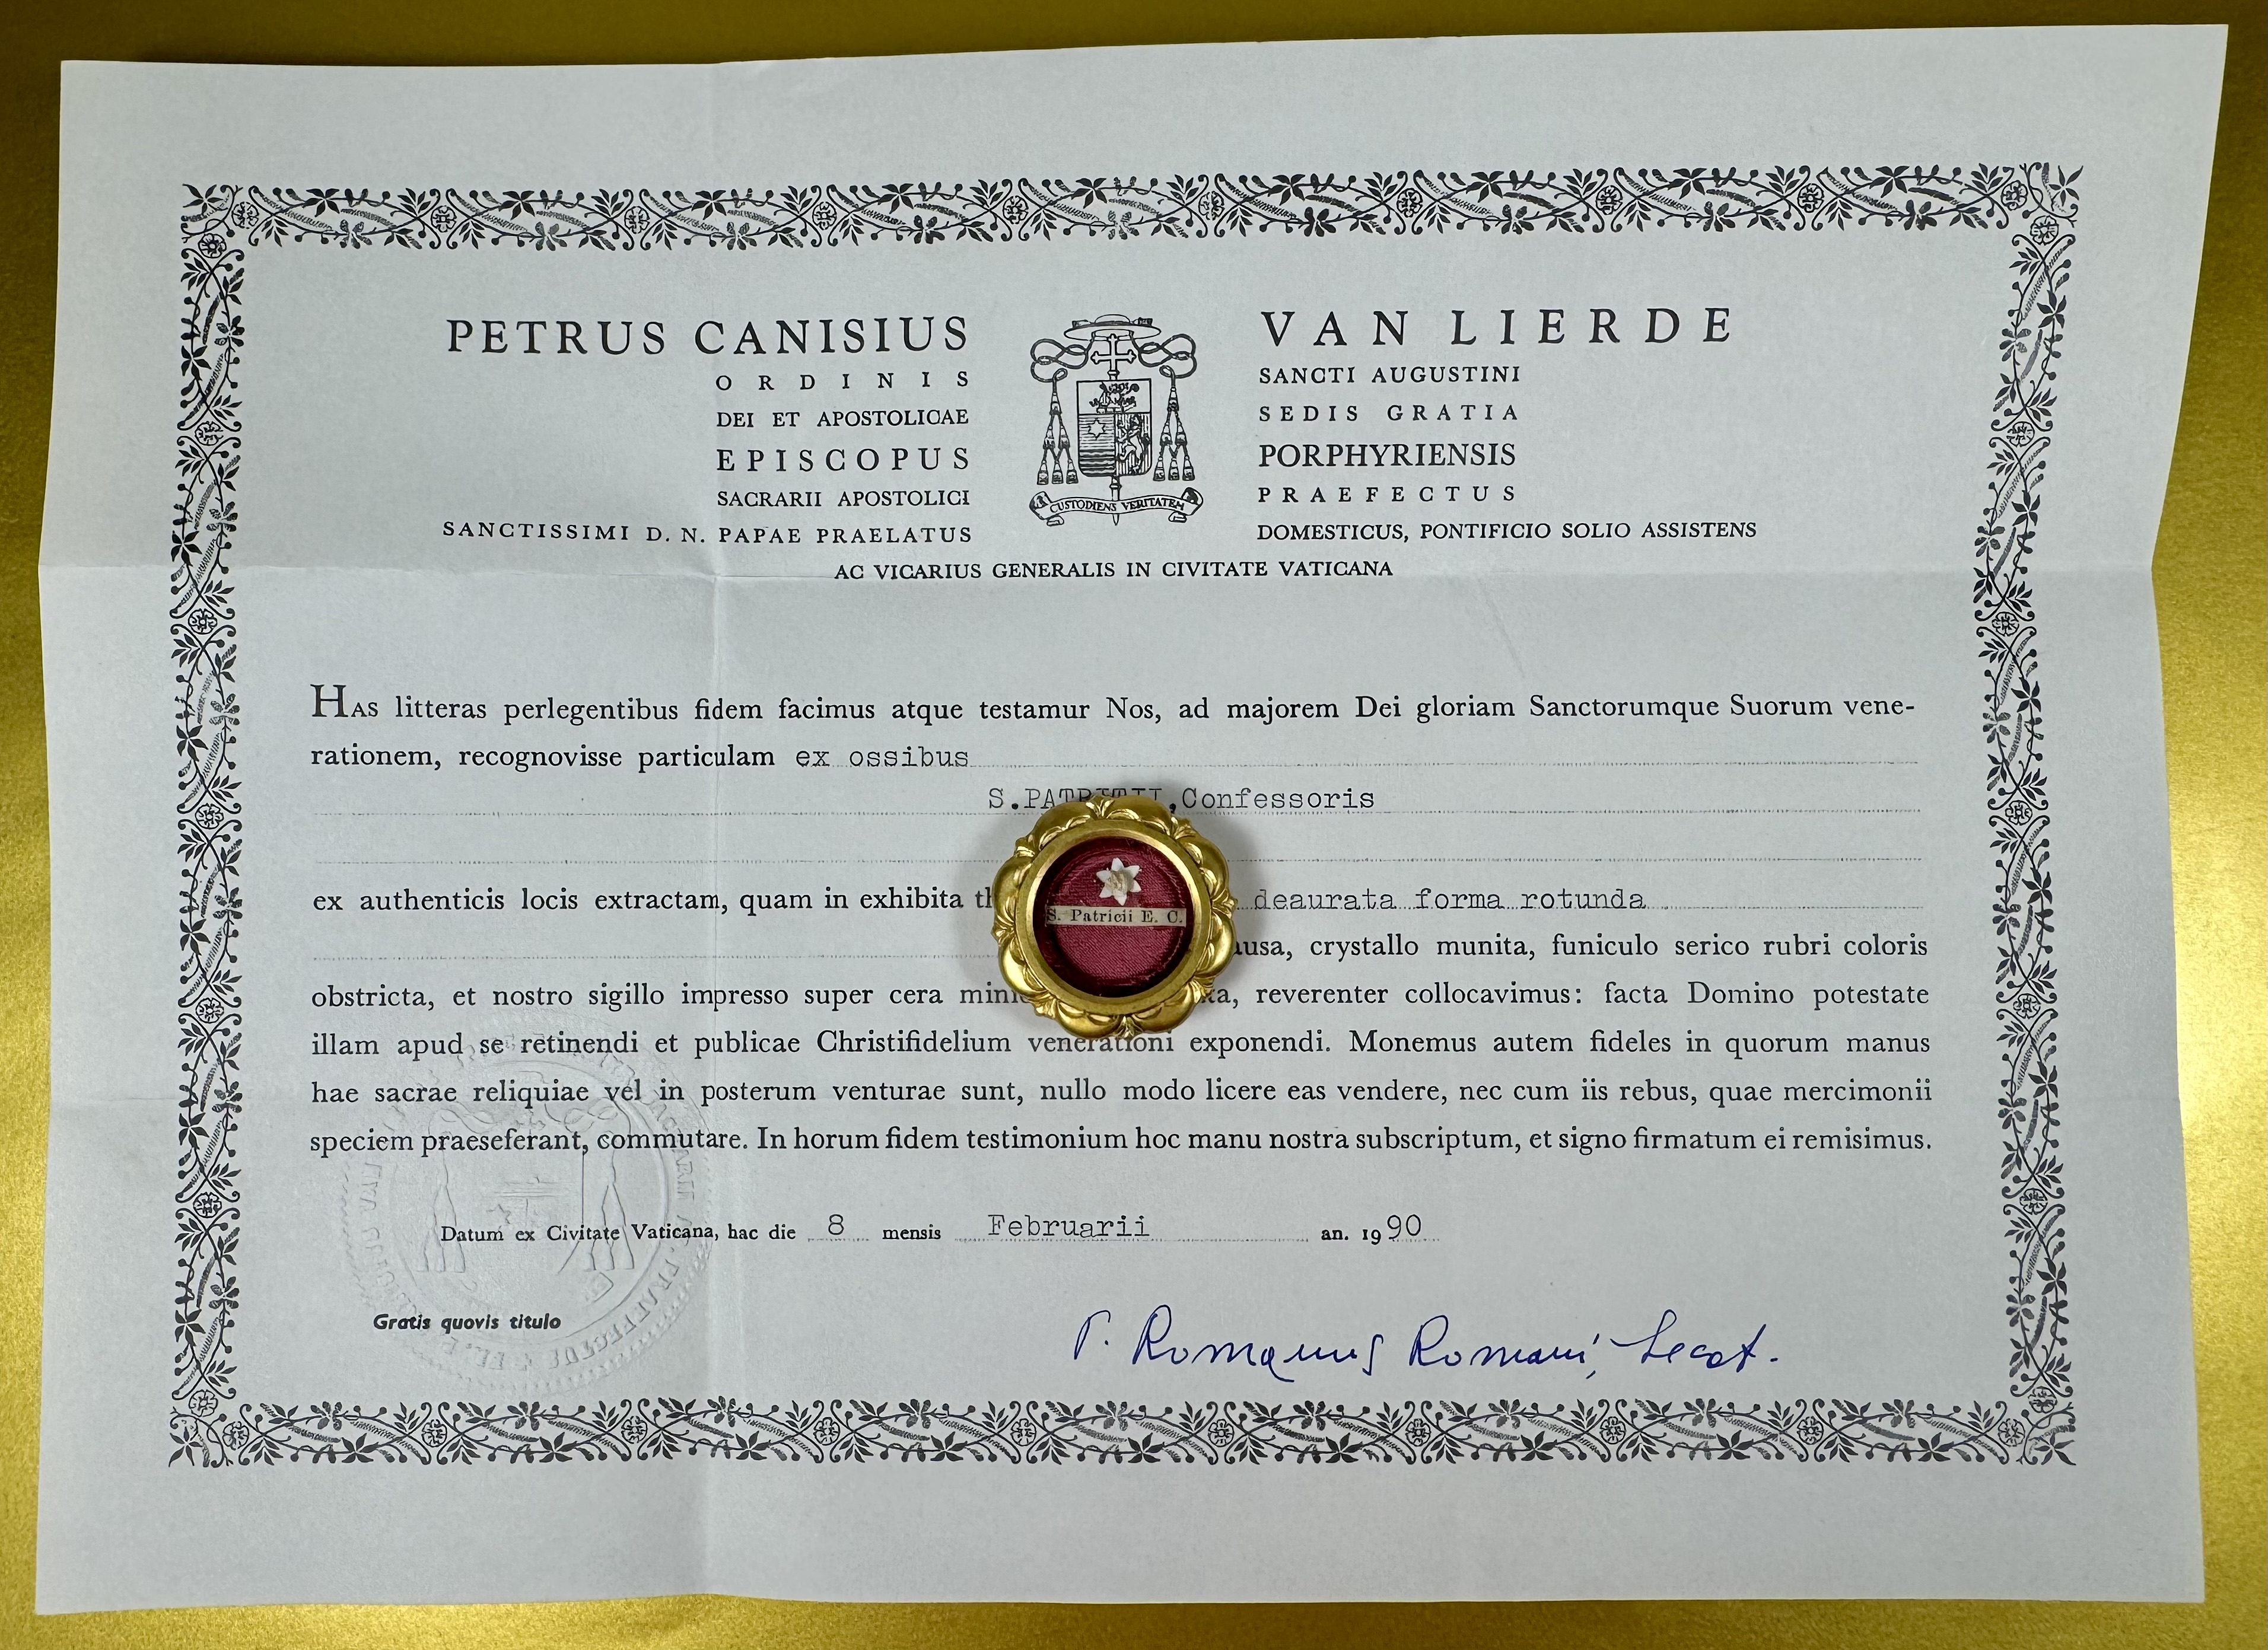 PETRUS CANISIUS VAN LIERDE
ORDINIS SANCTI AUGUSTINI
DEI ET APOSTOLICAE SEDIS GRATIA
EPISCOPUS PORPHYRIENSIS
SACRARII APOSTOLICI PRAEFECTUS
SANCTISSIMI D. N. PAPAE PRAELATUS DOMESTICUS, PONTIFICIO SOLIO ASSISTENS
AC VICARIUS GENERALIS IN CIVITATE VATICANA
CUSTODIENS VERITATEM
HAS litteras perlegentibus fidem facimus atque testamur Nos, ad majorem Dei gloriam Sanctorumque Suorum vene-
rationem, recognovisse particulam ex ossibus
S.PATRITII,Confessoris
ex authenticis locis extractam, quam in exhibita deaurata forma rotunda
crystallo munita, funiculo serico rubri coloris
obstricta, et nostro sigillo impresso super cera reverenter collocavimus: facta Domino potestate
illam apud se retinendi et publicae Christifidelium venerationi exponendi. Monemus autem fideles in quorum manus
hae sacrae reliquiae vel in posterum venturae sunt, nullo modo licere eas vendere, nec cum iis rebus, quae mercimonii
speciem praeseferant, commutare. In horum fidem testimonium hoc manu nostra subscriptum, et signo firmatum ei remisimus.
S. Patricii E. C.
Datum ex Civitate Vaticana, hac die 8 mensis Februarii an. 1990
Gratis quovis titulo
P. Romanus Romani, Secret.